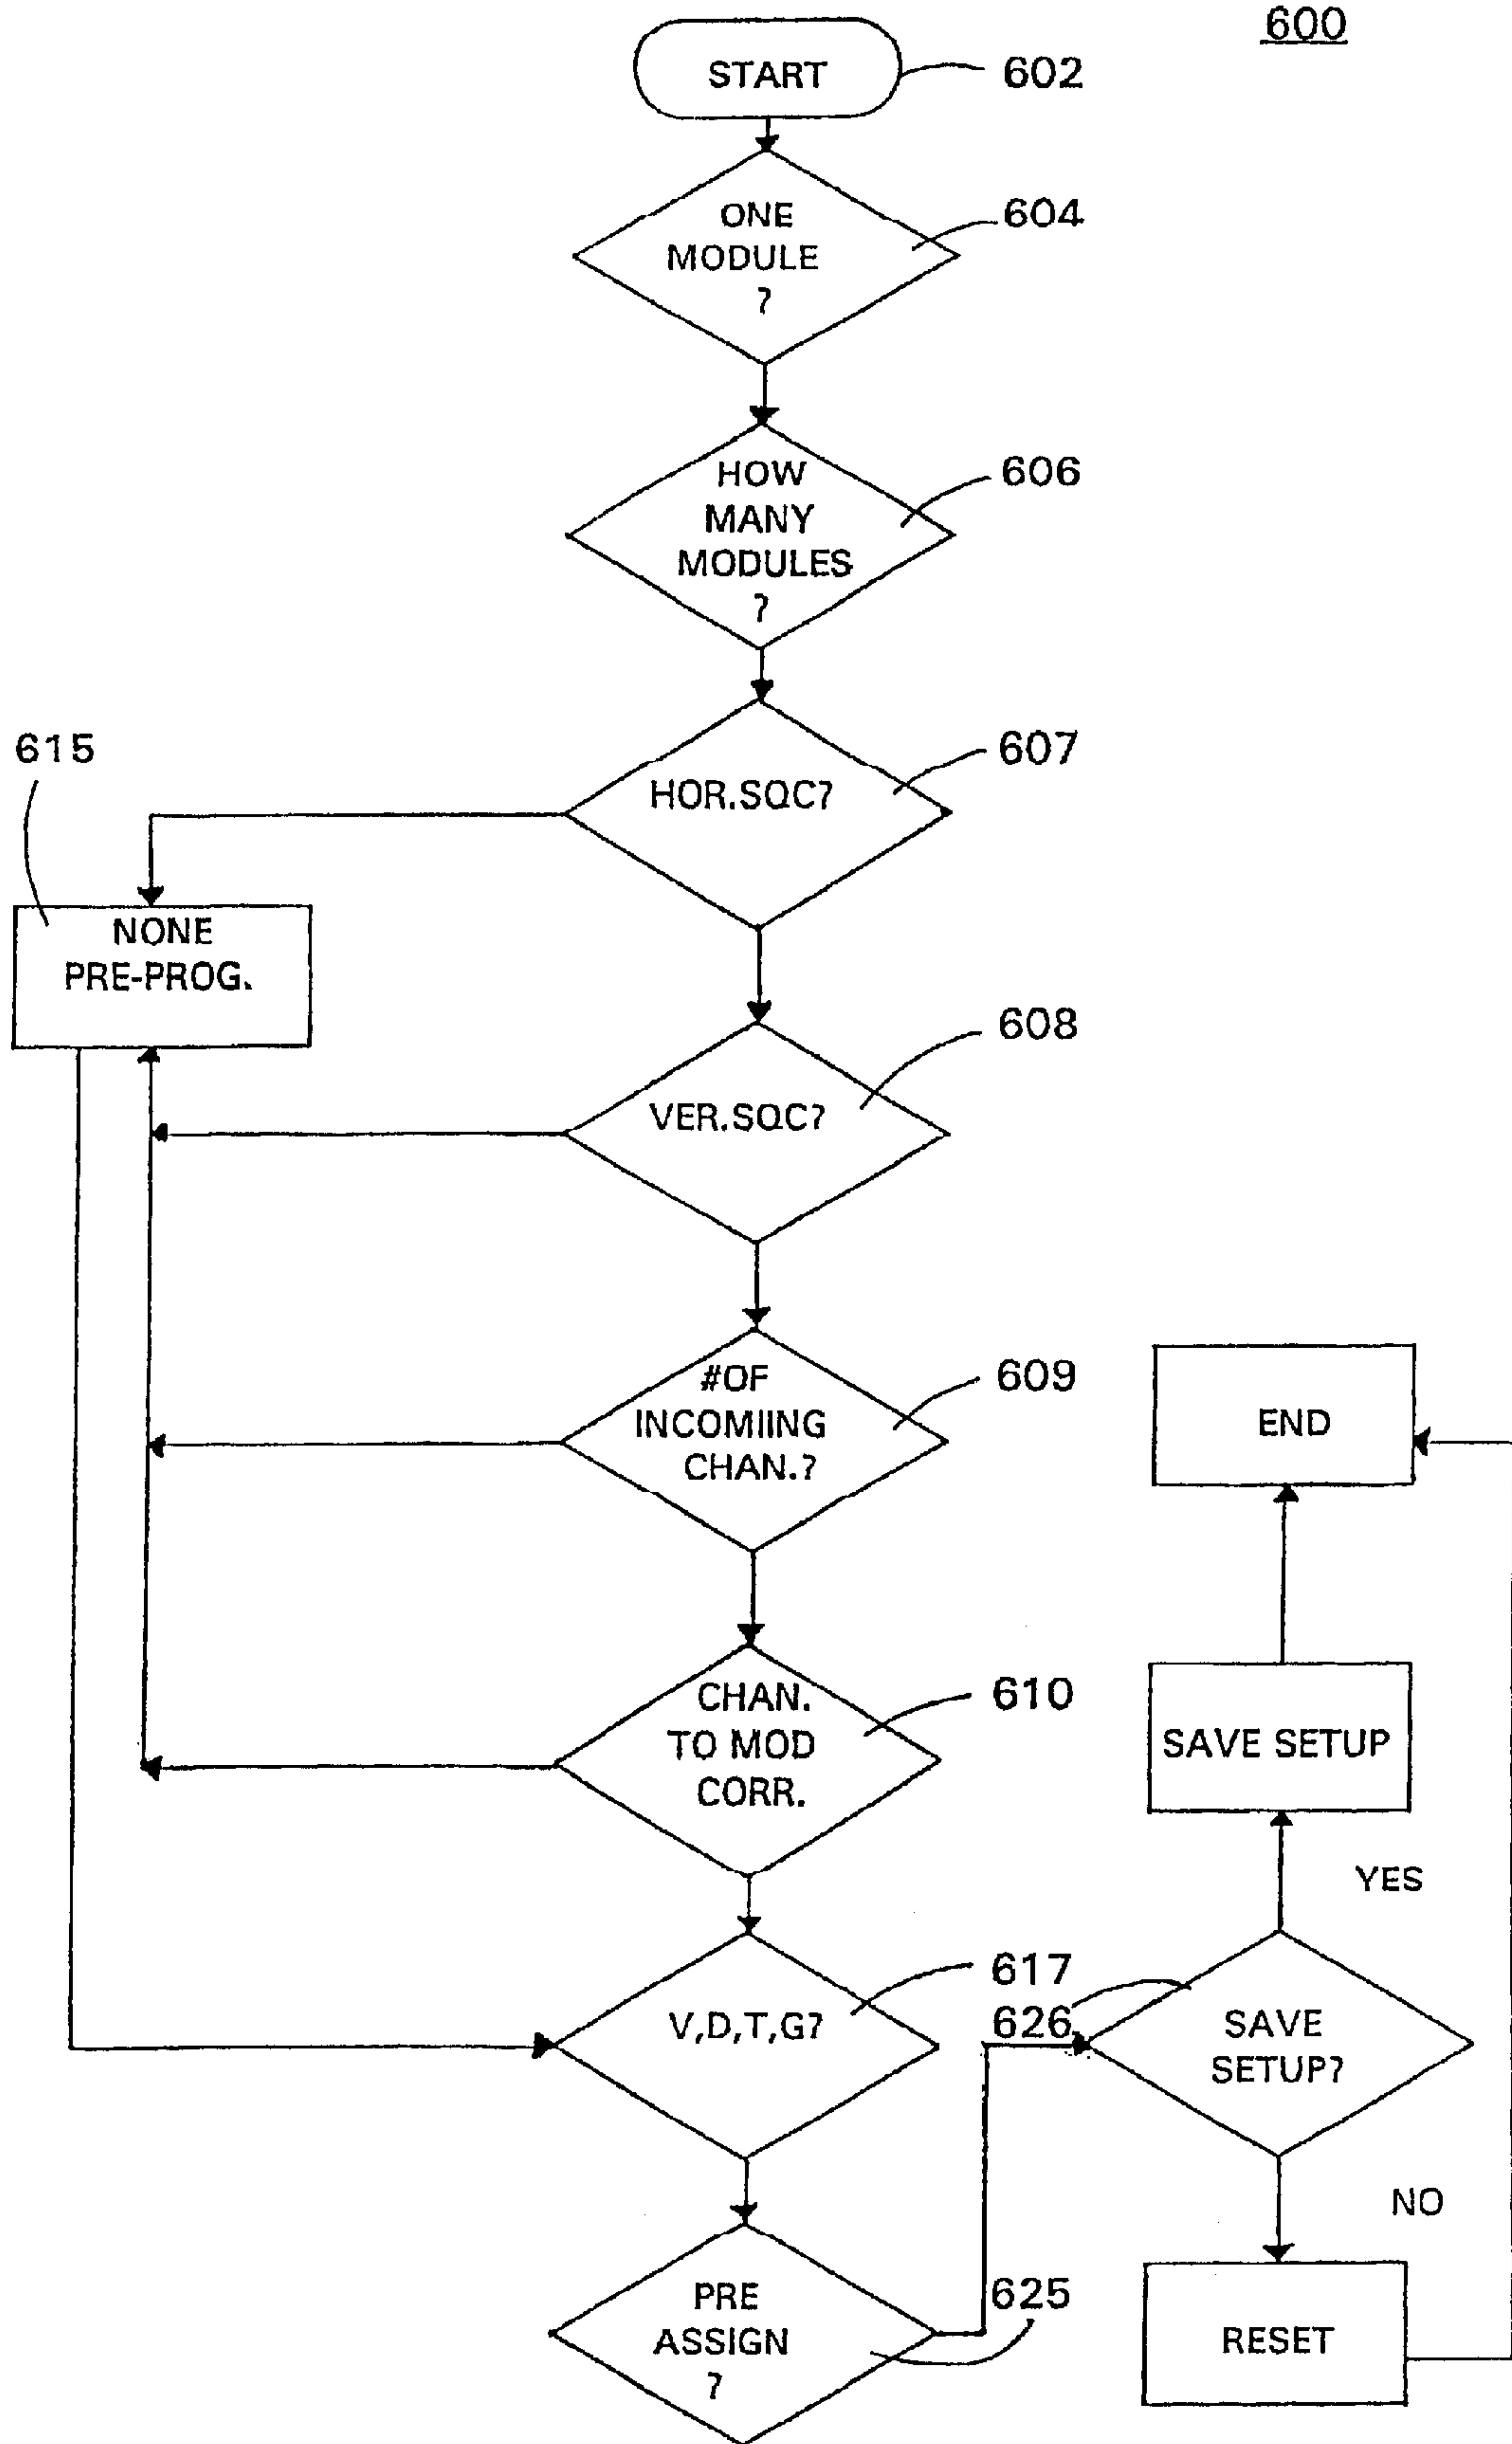 600
START
602
ONE
MODULE
?
604
HOW
MANY
MODULES
?
606
HOR.SQC?
607
615
NONE
PRE-PROG.
VER.SQC?
608
#OF
INCOMIING
CHAN.?
609
CHAN.
TO MOD
CORR.
610
V,D,T,G?
617
PRE
ASSIGN
?
625
626
SAVE
SETUP?
YES
SAVE SETUP
END
NO
RESET